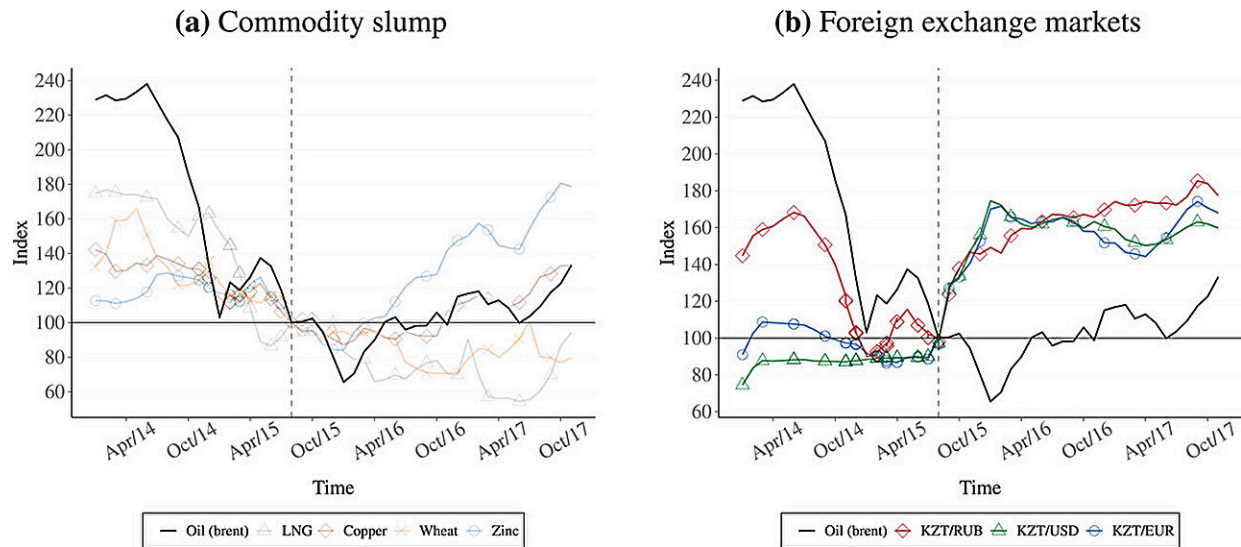 (a) Commodity slump
240
220
200
180
160
140
120
100
80
60
Index
Apr/14
Oct/14
Apr/15
Oct/15
Apr/16
Oct/16
Apr/17
Oct/17
Time
Oil (brent) LNG Copper Wheat Zinc
(b) Foreign exchange markets
240
220
200
180
160
140
120
100
80
60
Index
Apr/14
Oct/14
Apr/15
Oct/15
Apr/16
Oct/16
Apr/17
Oct/17
Time
Oil (brent) KZT/RUB KZT/USD KZT/EUR